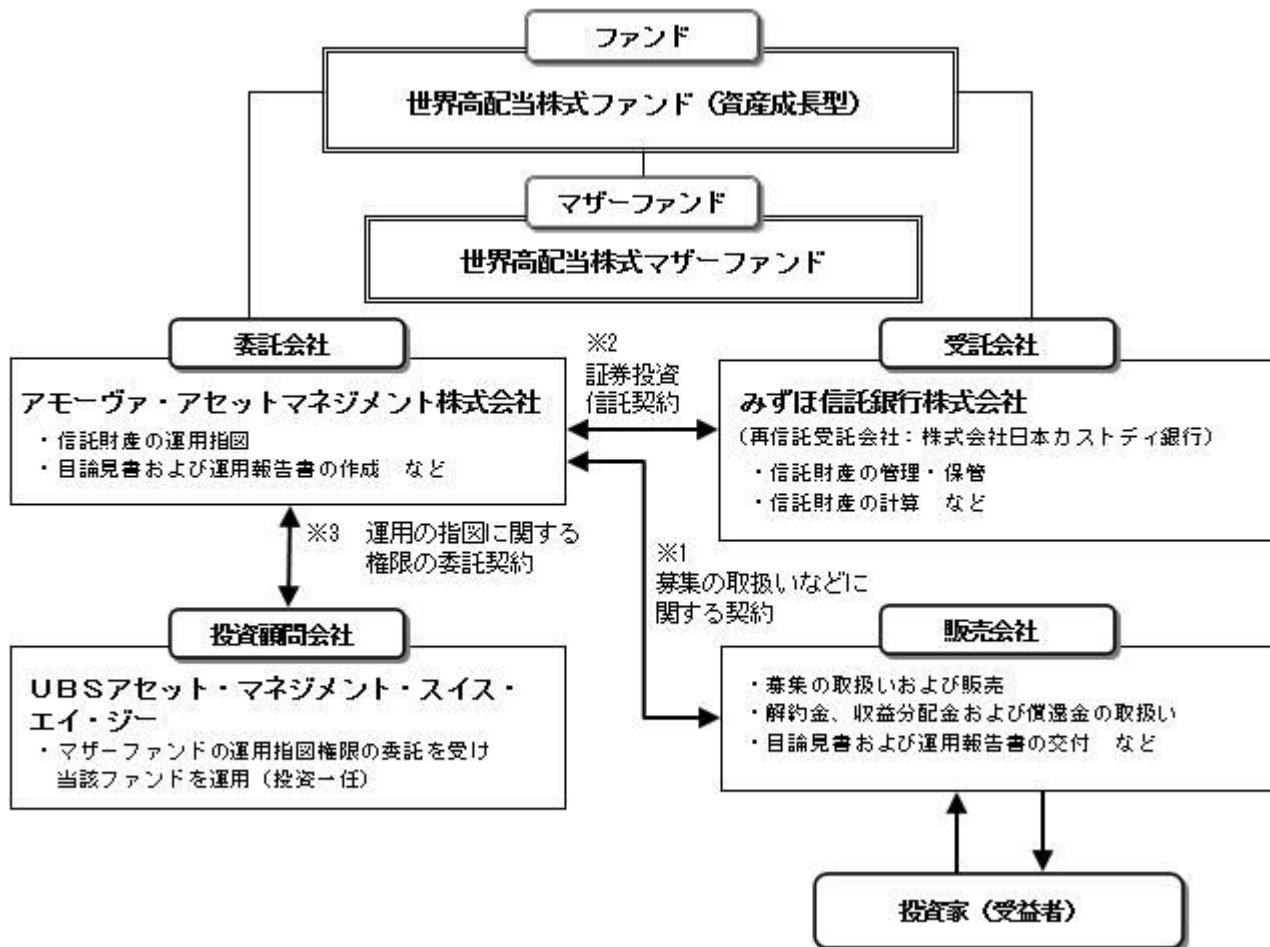 ファンド
世界高配当株式ファンド（資産成長型）
マザーファンド
世界高配当株式マザーファンド
委託会社
アモーヴァ・アセットマネジメント株式会社
・信託財産の運用指図
・目論見書および運用報告書の作成　など
※2
証券投資
信託契約
受託会社
みずほ信託銀行株式会社
（再信託受託会社：株式会社日本カストディ銀行）
・信託財産の管理・保管
・信託財産の計算　など
※3　運用の指図に関する
権限の委託契約
※1
募集の取扱いなどに
関する契約
投資顧問会社
ＵＢＳアセット・マネジメント・スイス・
エイ・ジー
・マザーファンドの運用指図権限の委託を受け
当該ファンドを運用（投資一任）
販売会社
・募集の取扱いおよび販売
・解約金、収益分配金および償還金の取扱い
・目論見書および運用報告書の交付　など
投資家（受益者）